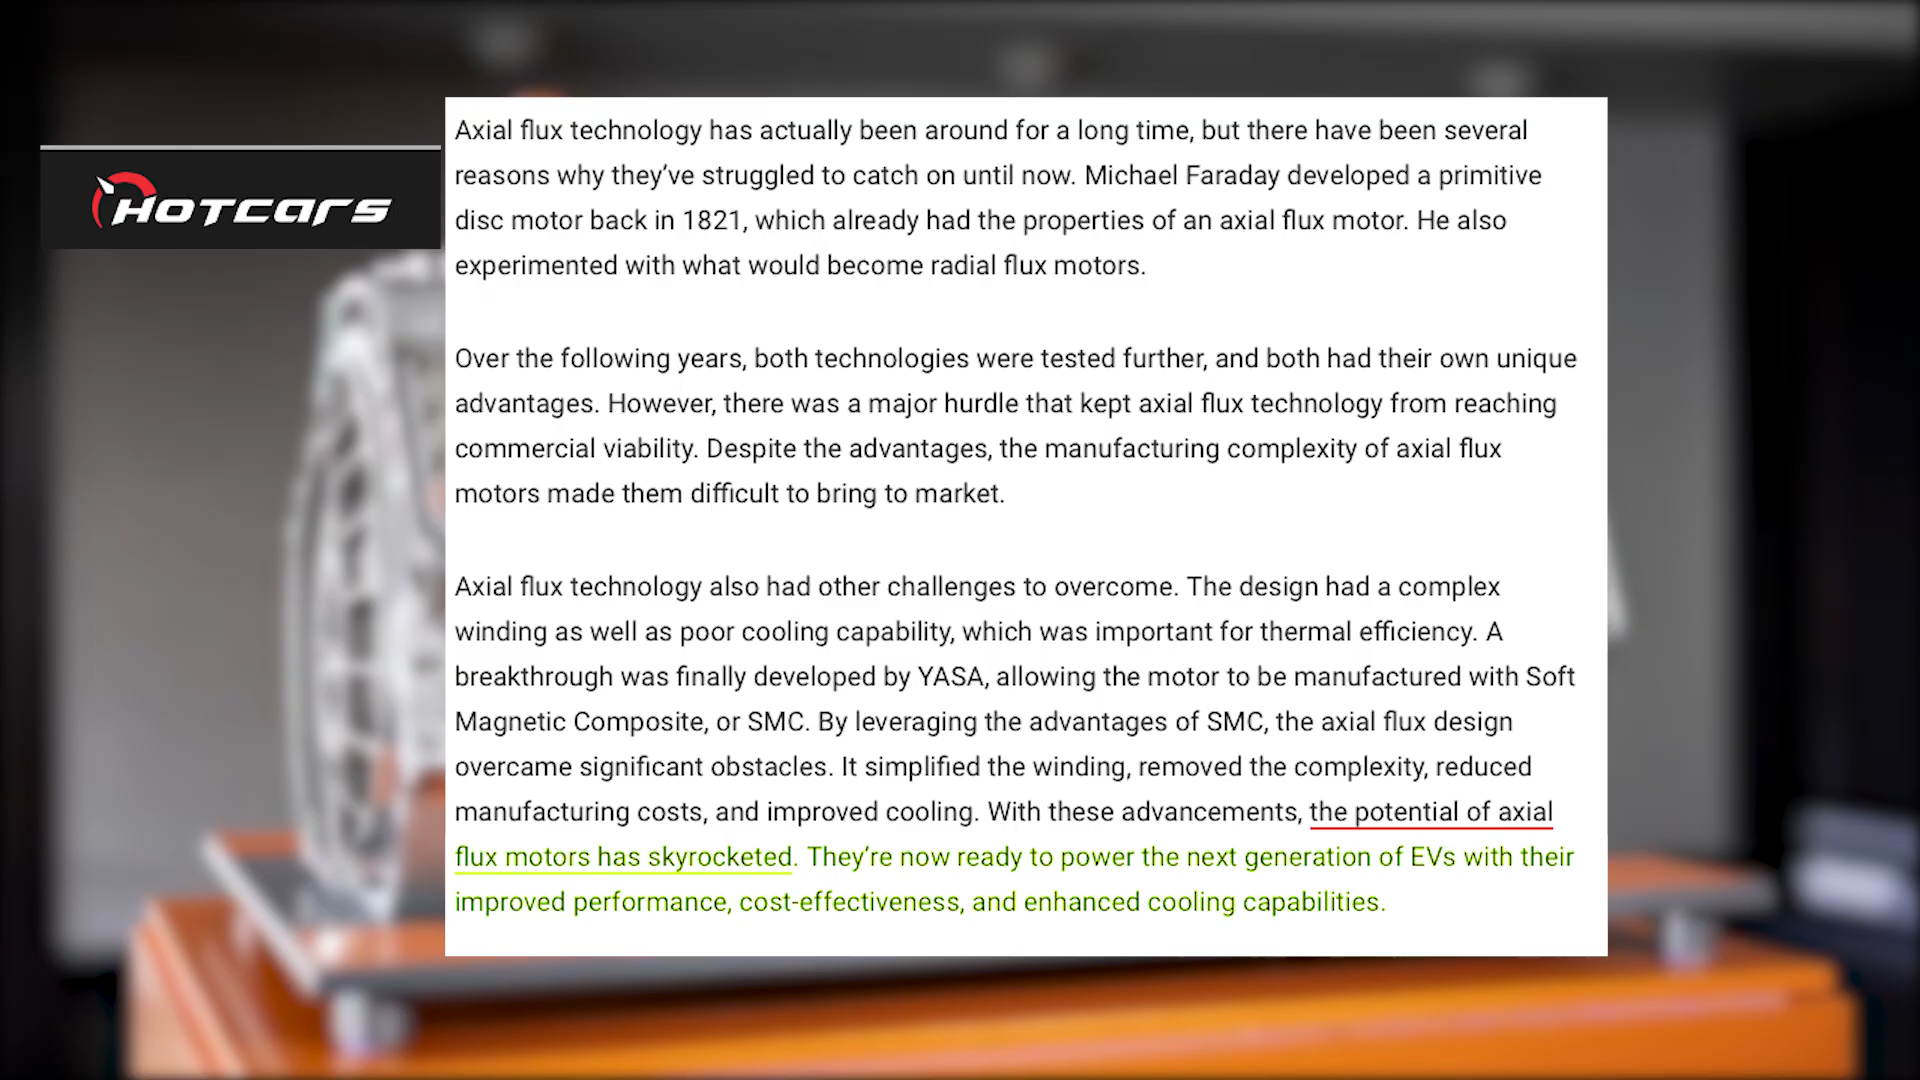 HOTCARS
Axial flux technology has actually been around for a long time, but there have been several
reasons why they’ve struggled to catch on until now. Michael Faraday developed a primitive
disc motor back in 1821, which already had the properties of an axial flux motor. He also
experimented with what would become radial flux motors.
Over the following years, both technologies were tested further, and both had their own unique
advantages. However, there was a major hurdle that kept axial flux technology from reaching
commercial viability. Despite the advantages, the manufacturing complexity of axial flux
motors made them difficult to bring to market.
Axial flux technology also had other challenges to overcome. The design had a complex
winding as well as poor cooling capability, which was important for thermal efficiency. A
breakthrough was finally developed by YASA, allowing the motor to be manufactured with Soft
Magnetic Composite, or SMC. By leveraging the advantages of SMC, the axial flux design
overcame significant obstacles. It simplified the winding, removed the complexity, reduced
manufacturing costs, and improved cooling. With these advancements, the potential of axial
flux motors has skyrocketed. They’re now ready to power the next generation of EVs with their
improved performance, cost-effectiveness, and enhanced cooling capabilities.